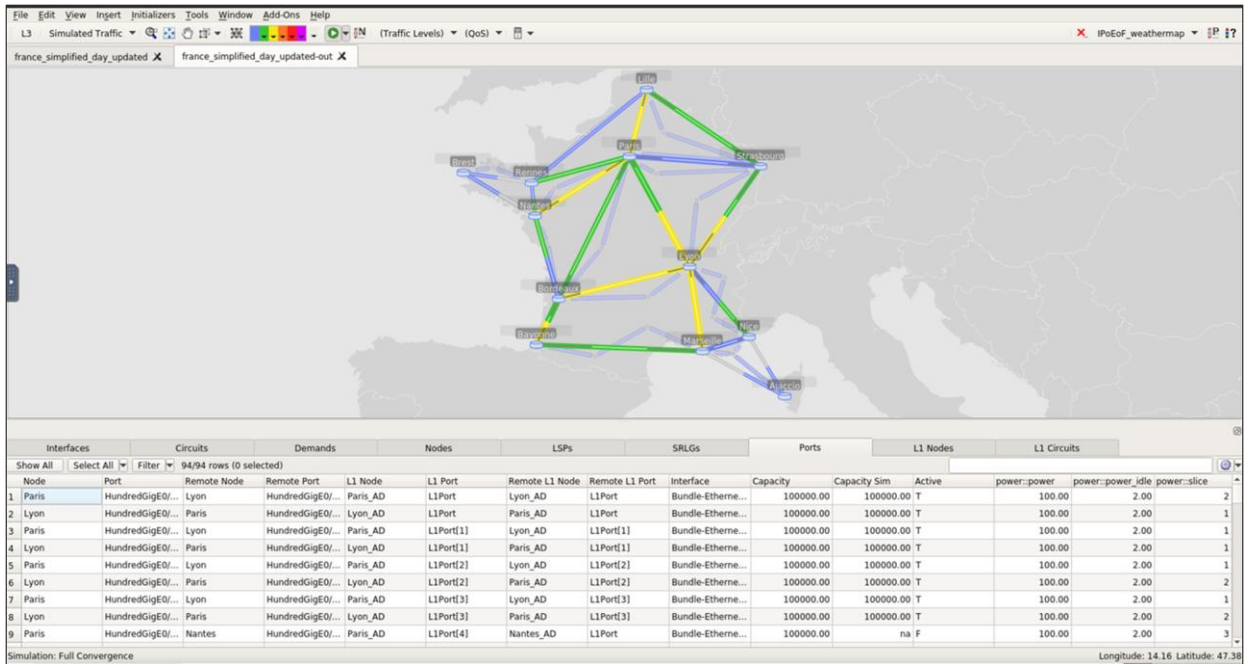 File Edit View Insert Initializers Tools Window Add-Ons Help
L3 Simulated Traffic (Traffic Levels) (QoS) IPoEoF_weathermap
france_simplified_day_updated X france_simplified_day_updated-out X
Lille
Paris
Strasbourg
Brest
Rennes
Nantes
Lyon
Bordeaux
Nice
Bayonne
Marseille
Ajaccio
Interfaces Circuits Demands Nodes LSPs SRLGs Ports L1 Nodes L1 Circuits
Show All Select All Filter 94/94 rows (0 selected)
Node Port Remote Node Remote Port L1 Node L1 Port Remote L1 Node Remote L1 Port Interface Capacity Capacity Sim Active power::power power::power_idle power::slice
1 Paris HundredGigE0/... Lyon HundredGigE0/... Paris_AD L1Port Lyon_AD L1Port Bundle-Etherne... 100000.00 100000.00 T 100.00 2.00 2
2 Lyon HundredGigE0/... Paris HundredGigE0/... Lyon_AD L1Port Paris_AD L1Port Bundle-Etherne... 100000.00 100000.00 T 100.00 2.00 1
3 Paris HundredGigE0/... Lyon HundredGigE0/... Paris_AD L1Port[1] Lyon_AD L1Port[1] Bundle-Etherne... 100000.00 100000.00 T 100.00 2.00 1
4 Lyon HundredGigE0/... Paris HundredGigE0/... Lyon_AD L1Port[1] Paris_AD L1Port[1] Bundle-Etherne... 100000.00 100000.00 T 100.00 2.00 1
5 Paris HundredGigE0/... Lyon HundredGigE0/... Paris_AD L1Port[2] Lyon_AD L1Port[2] Bundle-Etherne... 100000.00 100000.00 T 100.00 2.00 1
6 Lyon HundredGigE0/... Paris HundredGigE0/... Lyon_AD L1Port[2] Paris_AD L1Port[2] Bundle-Etherne... 100000.00 100000.00 T 100.00 2.00 2
7 Paris HundredGigE0/... Lyon HundredGigE0/... Paris_AD L1Port[3] Lyon_AD L1Port[3] Bundle-Etherne... 100000.00 100000.00 T 100.00 2.00 1
8 Lyon HundredGigE0/... Paris HundredGigE0/... Lyon_AD L1Port[3] Paris_AD L1Port[3] Bundle-Etherne... 100000.00 100000.00 T 100.00 2.00 2
9 Paris HundredGigE0/... Nantes HundredGigE0/... Paris_AD L1Port[4] Nantes_AD L1Port Bundle-Etherne... 100000.00 na F 100.00 2.00 3
Simulation: Full Convergence Longitude: 14.16 Latitude: 47.38